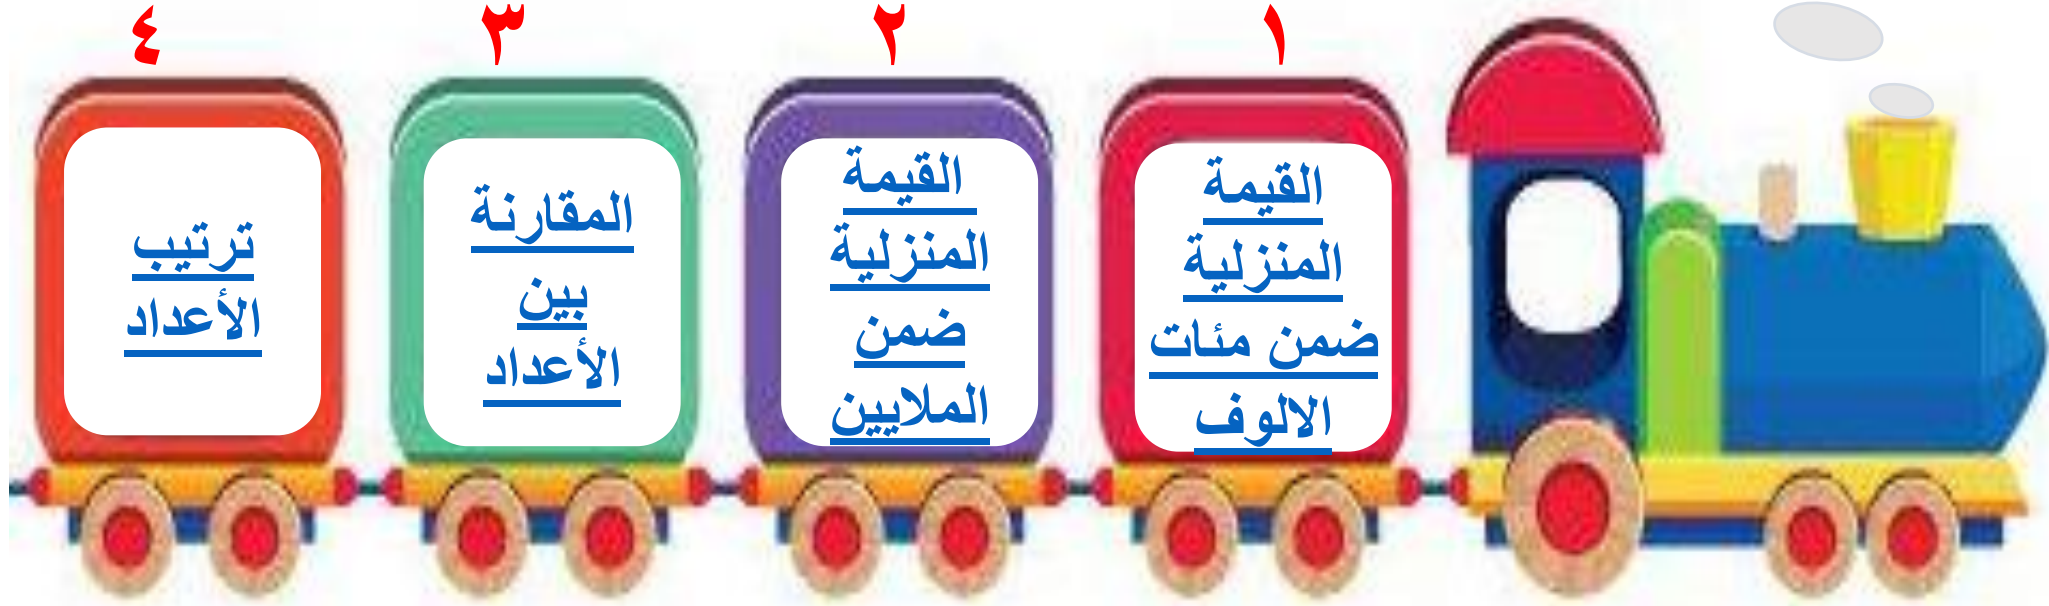 ١
القيمة
المنزلية
ضمن مئات
الالوف
٢
القيمة
المنزلية
ضمن
الملايين
٣
المقارنة
بين
الأعداد
٤
ترتيب
الأعداد